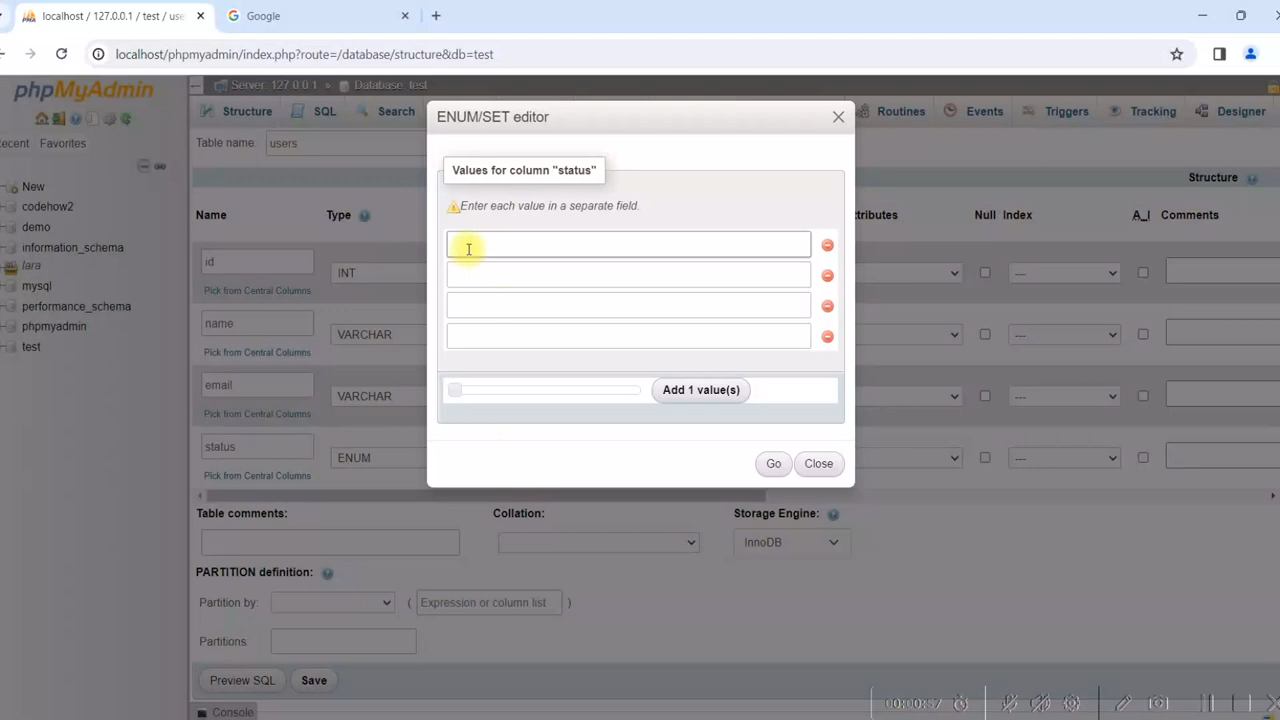 localhost / 127.0.0.1 / test / use
Google
localhost/phpmyadmin/index.php?route=/database/structure&db=test
phpMyAdmin
Recent Favorites
New
codehow2
demo
information_schema
lara
mysql
performance_schema
phpmyadmin
test
Server: 127.0.0.1 » Database: test
Structure SQL Search Routines Events Triggers Tracking Designer
Table name: users
Structure
Name Type Attributes Null Index A_I Comments
id INT ---
Pick from Central Columns
name VARCHAR ---
Pick from Central Columns
email VARCHAR ---
Pick from Central Columns
status ENUM ---
Pick from Central Columns
ENUM/SET editor
Values for column "status"
Enter each value in a separate field.
Add 1 value(s)
Go Close
Table comments: Collation: Storage Engine:
InnoDB
PARTITION definition:
Partition by: ( Expression or column list )
Partitions:
Preview SQL Save
Console